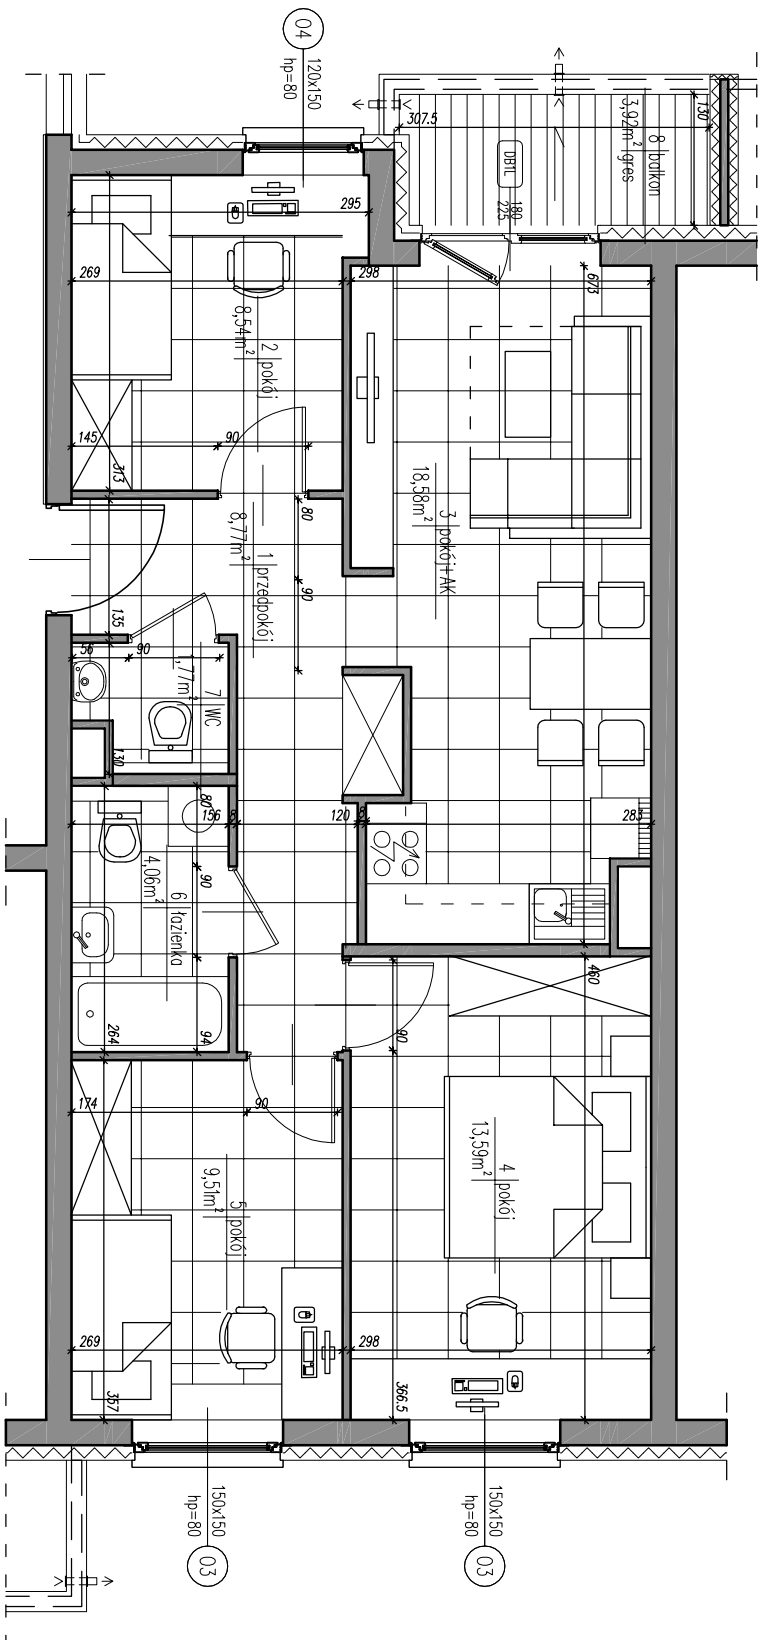 04
120x150
hp=80
307.5
8 balkon
3,92m² gres
130
DB1L
180
225
295
269
298
673
2 pokój
8,54m²
145
90
313
3 pokój+AK
18,58m²
80
1 przedpokój
8,77m²
90
135
56
90
7 WC
1,77m²
130
80
156
8
120
8
283
90
6 łazienka
4,06m²
460
90
264
94
174
90
4 pokój
13,59m²
5 pokój
9,51m²
269
298
357
366.5
150x150
hp=80
03
150x150
hp=80
03